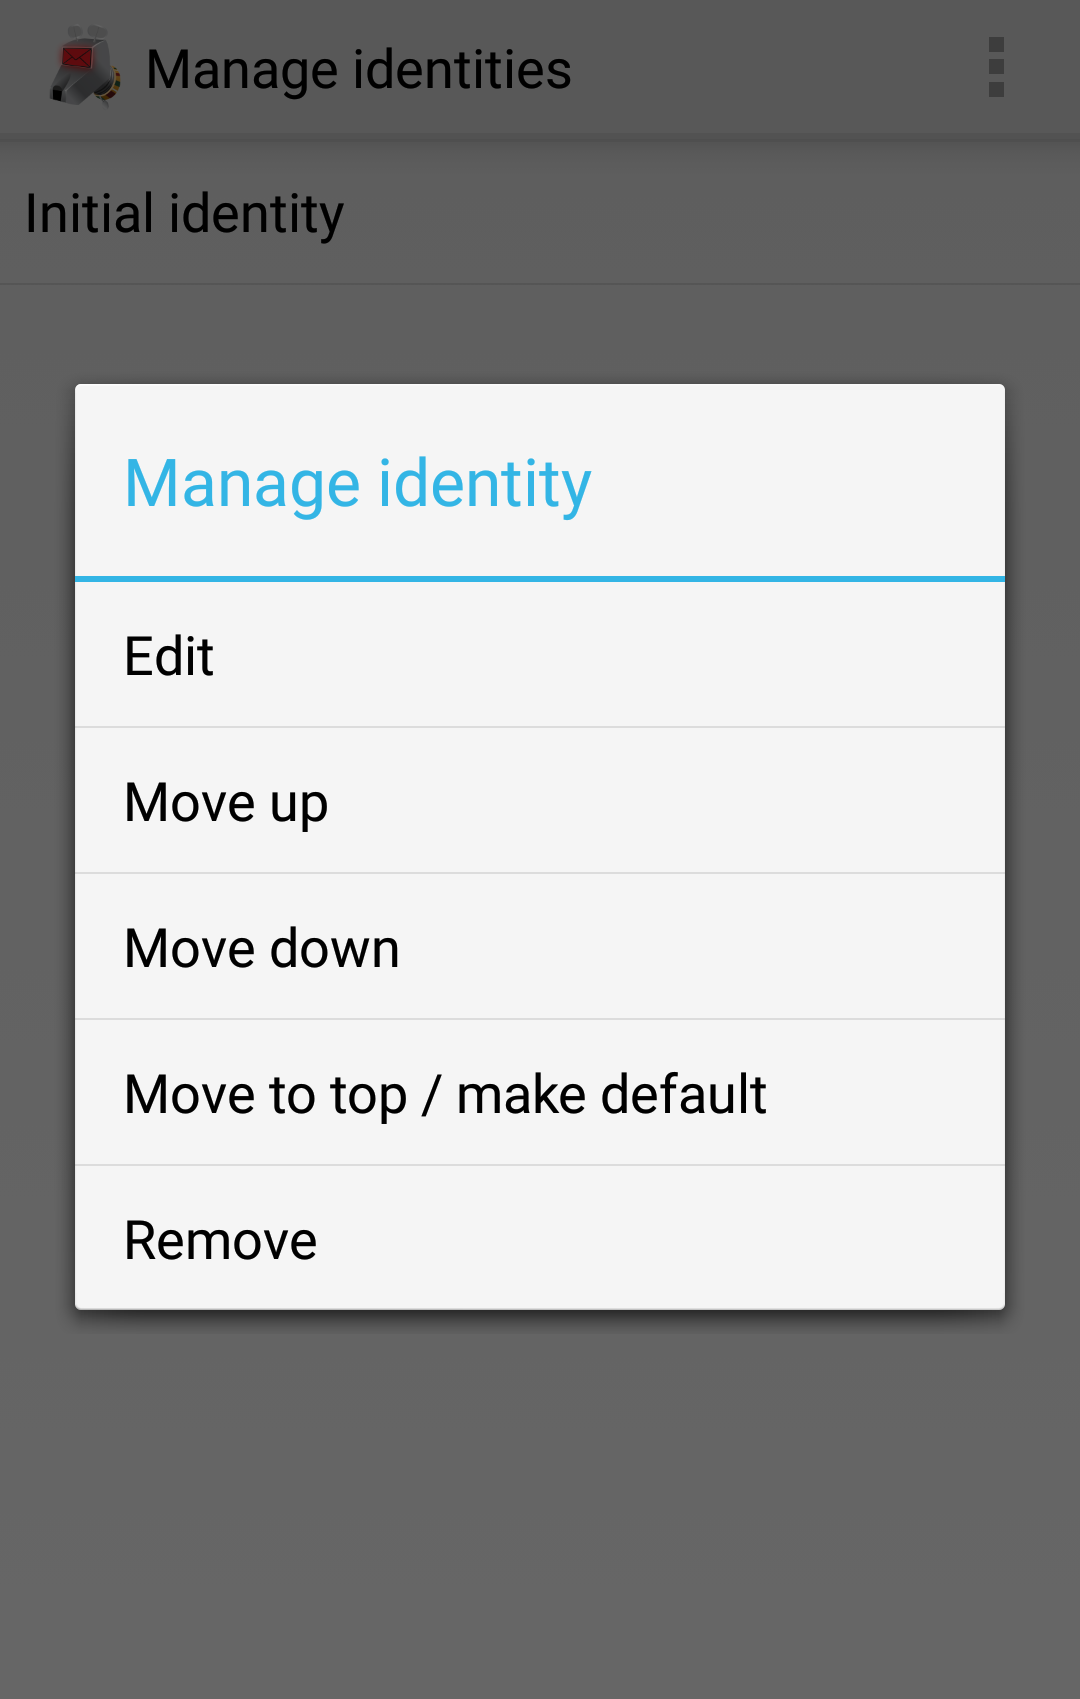 Manage identities
Initial identity
Manage identity
Edit
Move up
Move down
Move to top / make default
Remove